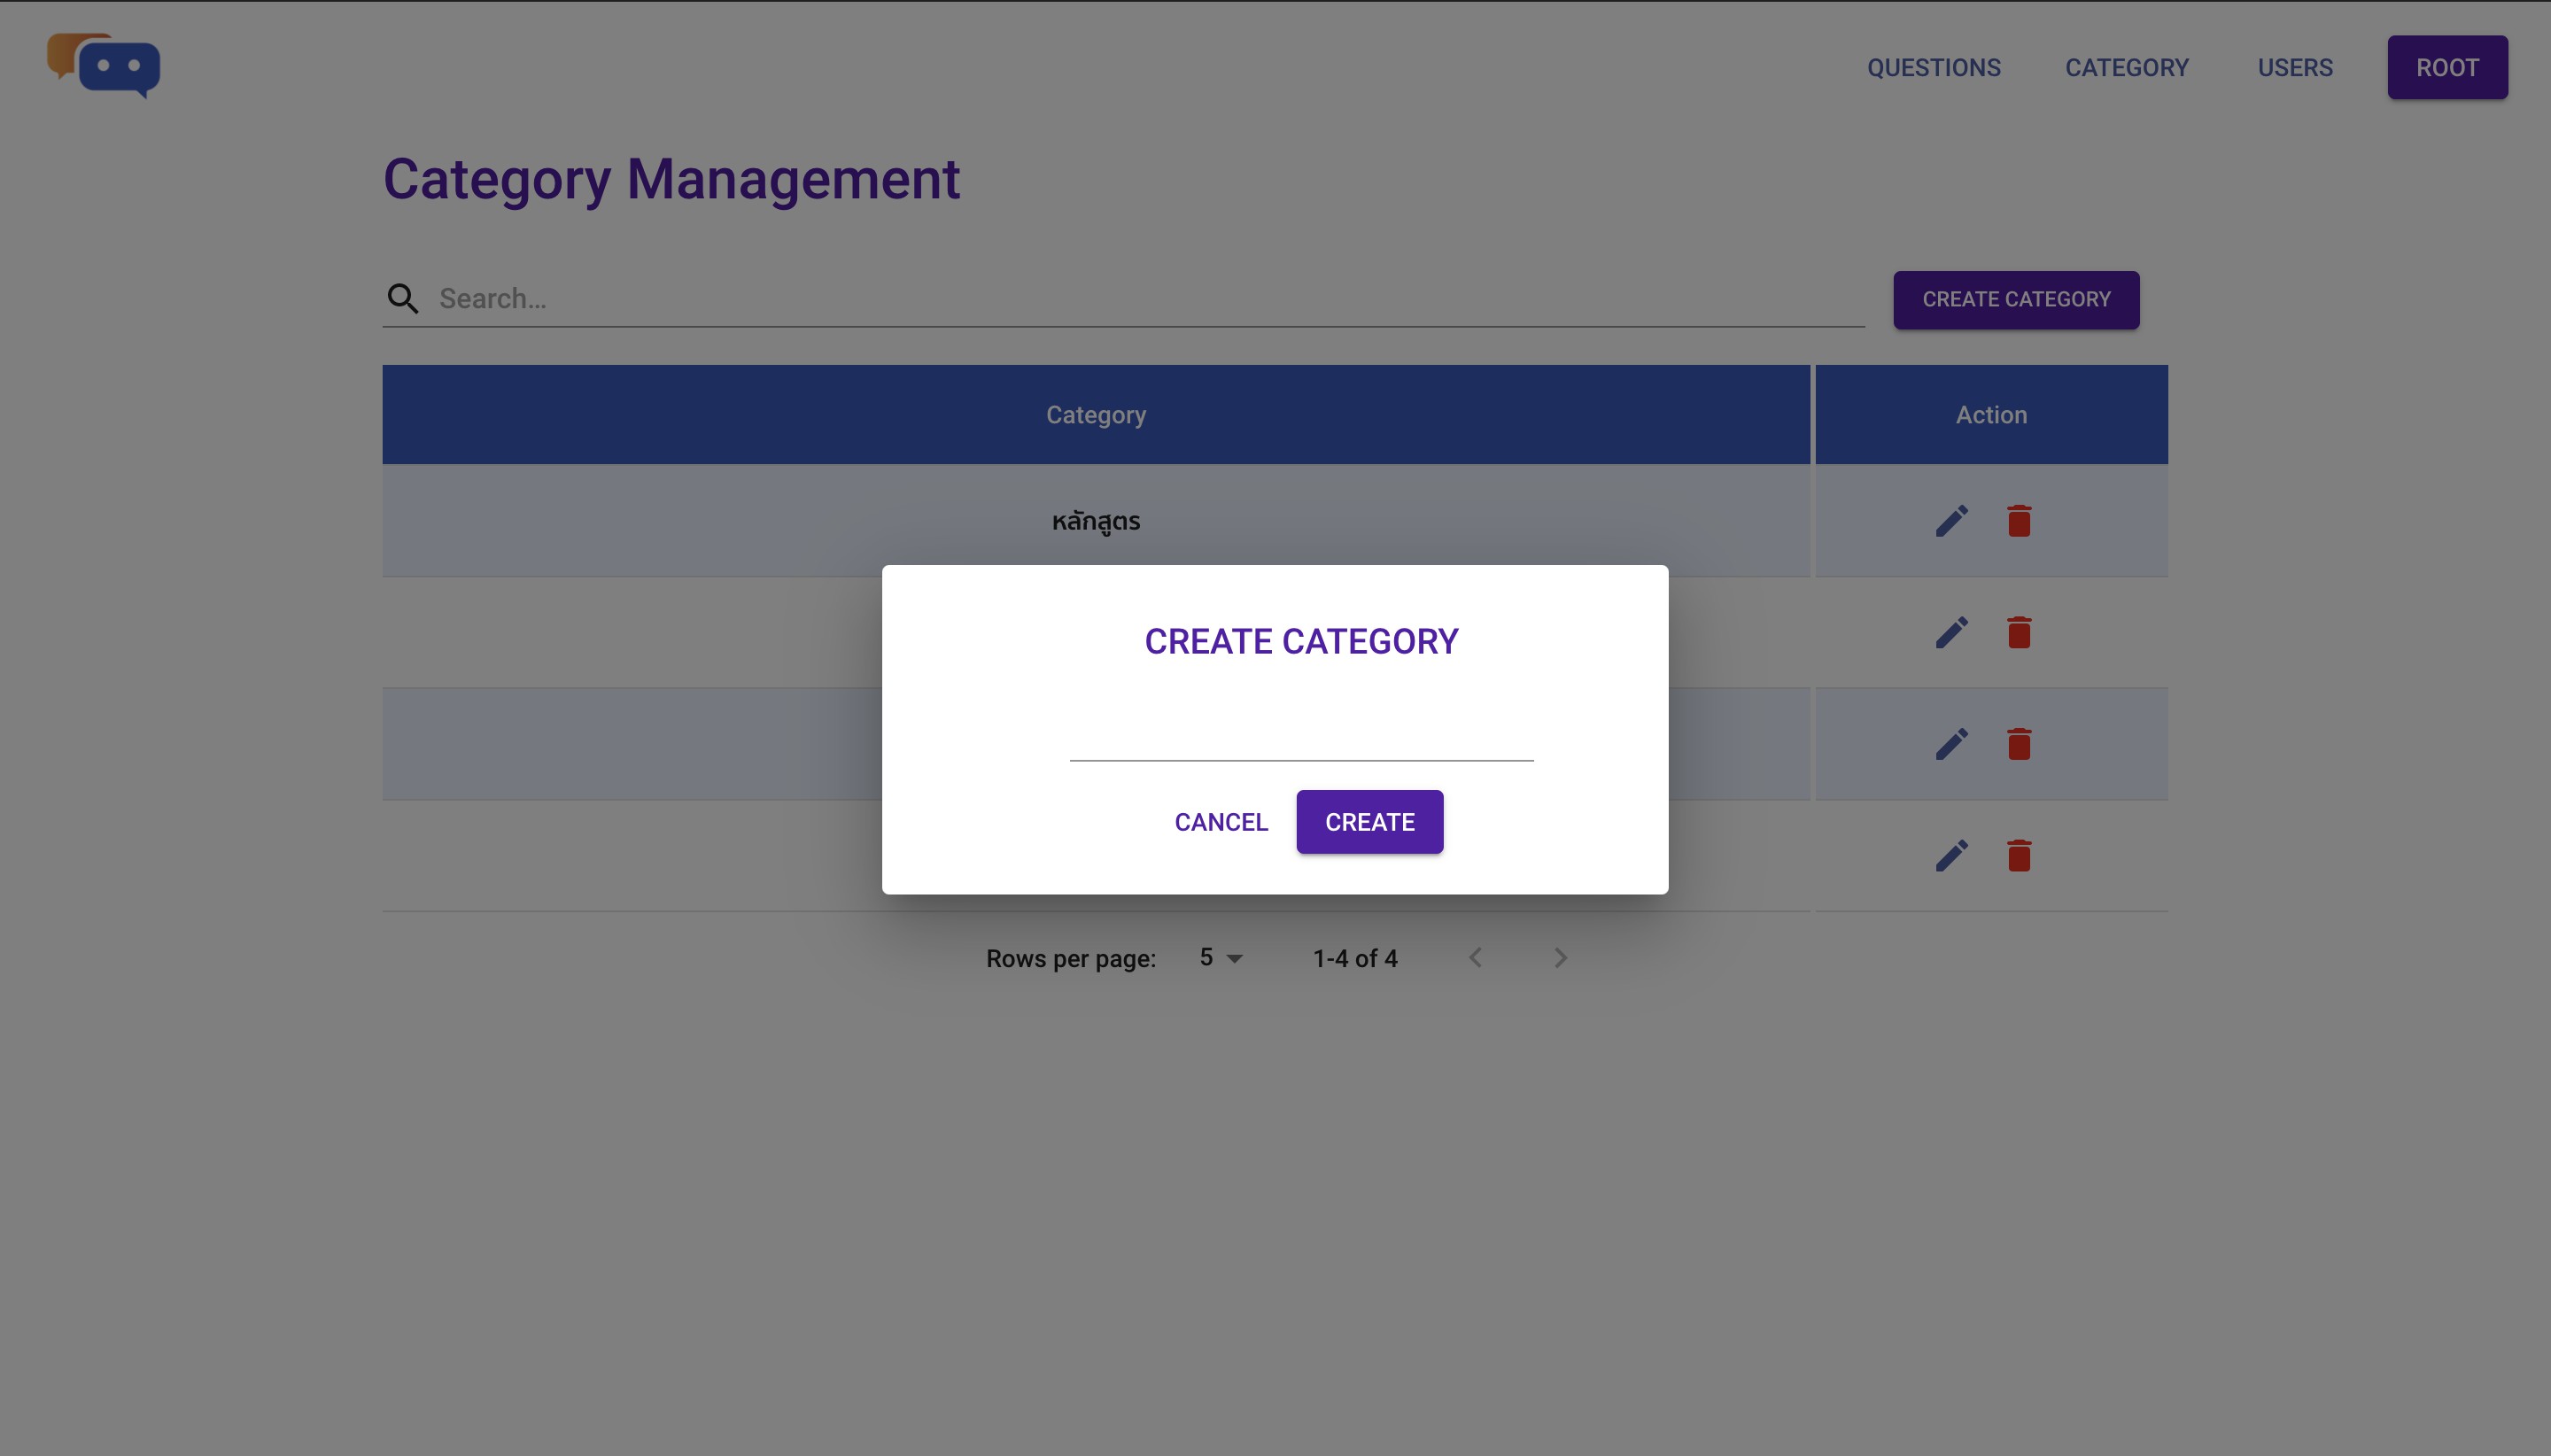 QUESTIONS CATEGORY USERS ROOT
Category Management
Search... CREATE CATEGORY
Category Action
หลักสูตร
CREATE CATEGORY
CANCEL CREATE
Rows per page: 5 1-4 of 4